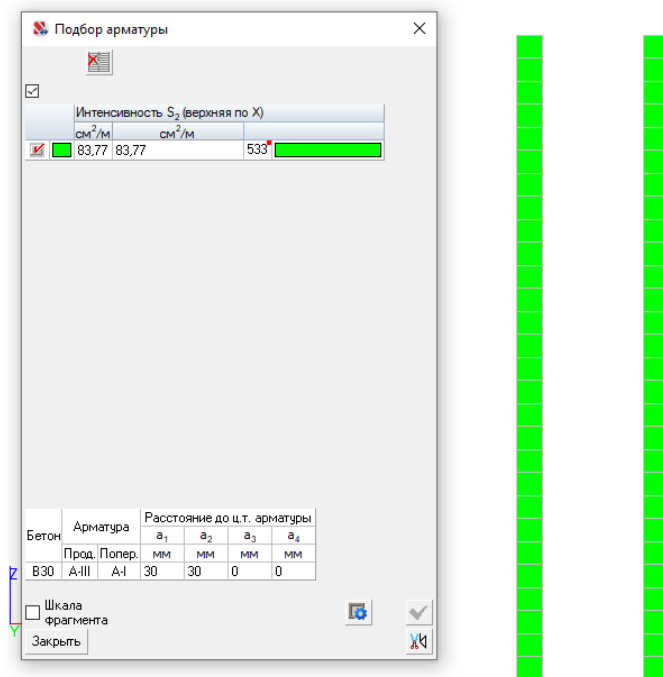 Подбор арматуры
Интенсивность S₂ (верхняя по X)
см²/м см²/м
83,77 83,77 533
Бетон Арматура Расстояние до ц.т. арматуры
a₁ a₂ a₃ a₄
Прод. Попер. мм мм мм мм
B30 A-III A-I 30 30 0 0
Z
Шкала
фрагмента
Y
Закрыть